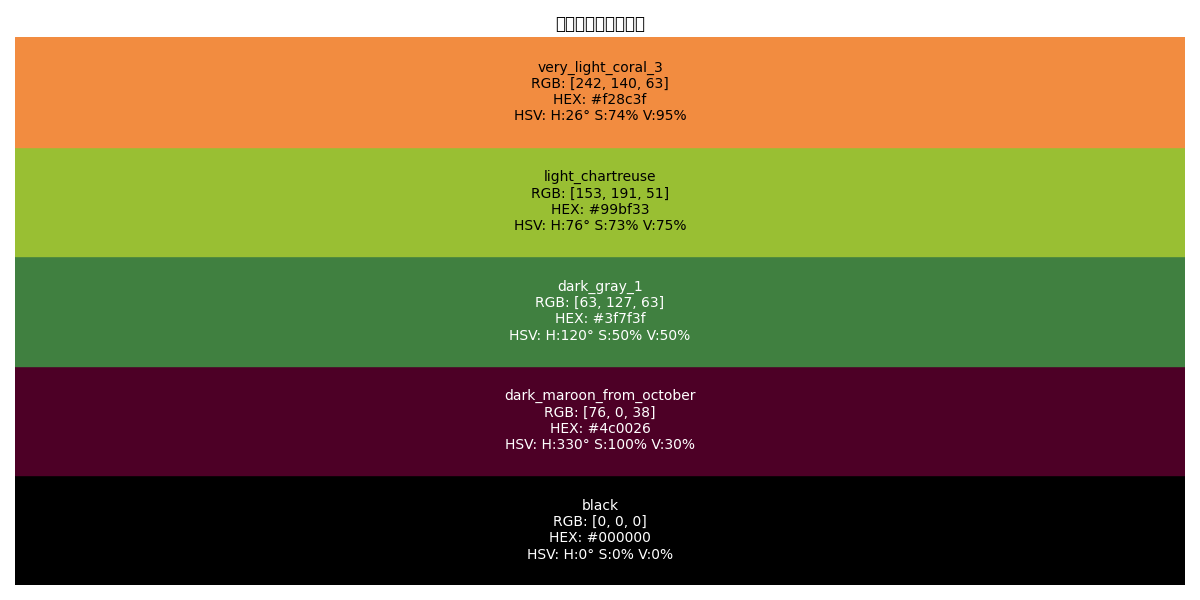 very_light_coral_3
RGB: [242, 140, 63]
HEX: #f28c3f
HSV: H:26° S:74% V:95%
light_chartreuse
RGB: [153, 191, 51]
HEX: #99bf33
HSV: H:76° S:73% V:75%
dark_gray_1
RGB: [63, 127, 63]
HEX: #3f7f3f
HSV: H:120° S:50% V:50%
dark_maroon_from_october
RGB: [76, 0, 38]
HEX: #4c0026
HSV: H:330° S:100% V:30%
black
RGB: [0, 0, 0]
HEX: #000000
HSV: H:0° S:0% V:0%